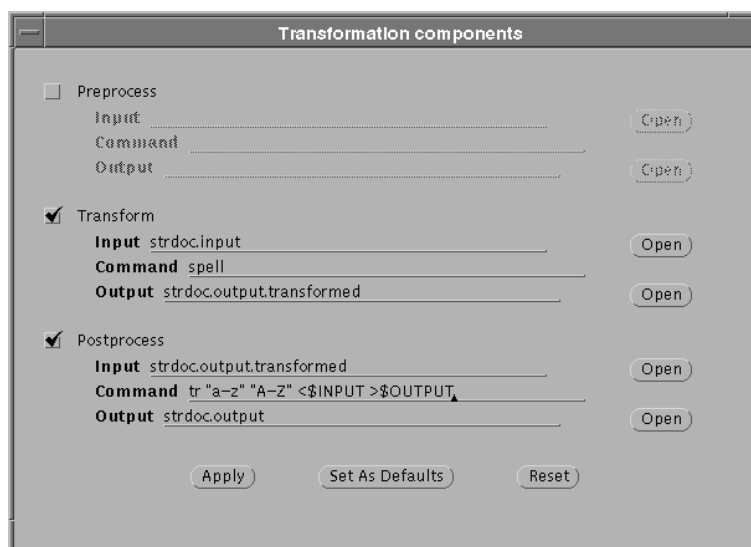 Transformation components
Preprocess
Input Open
Command
Output Open
Transform
Input strdoc.input Open
Command spell
Output strdoc.output.transformed Open
Postprocess
Input strdoc.output.transformed Open
Command tr "a-z" "A-Z" <$INPUT >$OUTPUT
Output strdoc.output Open
Apply Set As Defaults Reset